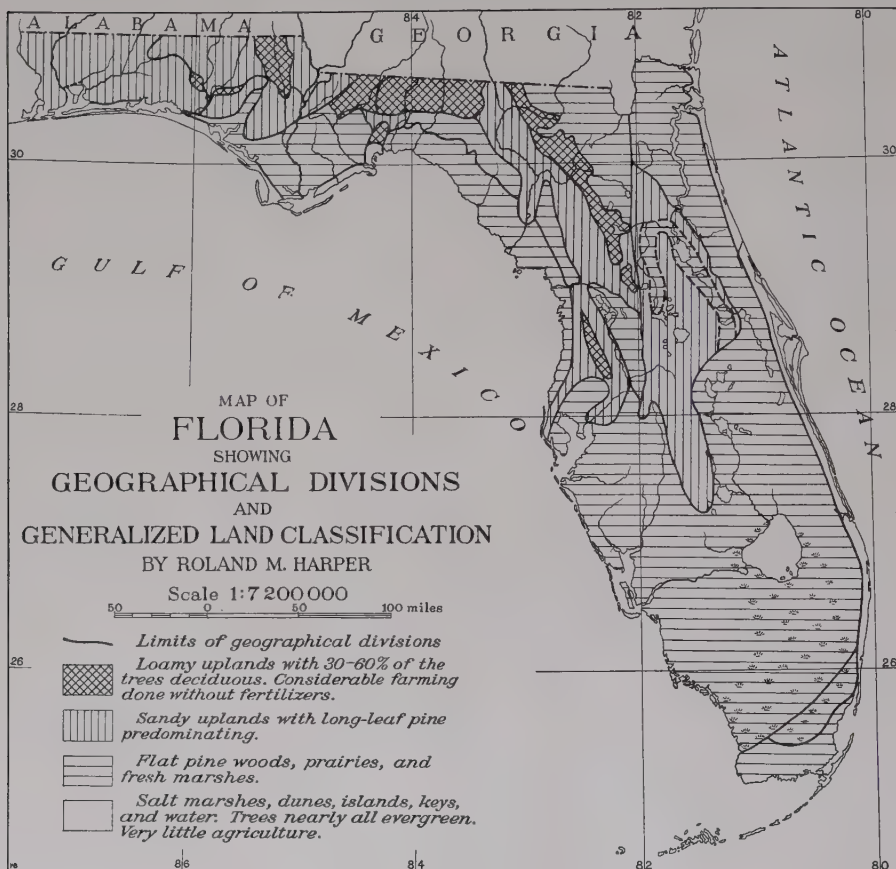 84
82
80
ALABAMA
GEORGIA
ATLANTIC OCEAN
30
30
GULF OF MEXICO
28
28
MAP OF
FLORIDA
SHOWING
GEOGRAPHICAL DIVISIONS
AND
GENERALIZED LAND CLASSIFICATION
BY ROLAND M. HARPER
Scale 1:7200000
50 0 50 100 miles
Limits of geographical divisions
Loamy uplands with 30-60% of the
trees deciduous. Considerable farming
done without fertilizers.
26
26
Sandy uplands with long-leaf pine
predominating.
Flat pine woods, prairies, and
fresh marshes.
Salt marshes, dunes, islands, keys,
and water. Trees nearly all evergreen.
Very little agriculture.
86
84
82
80